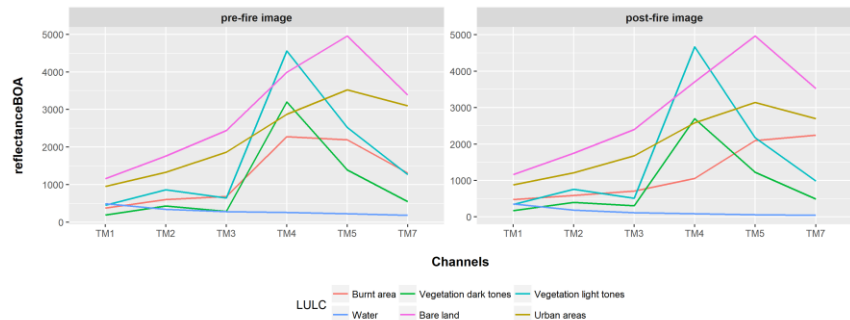 pre-fire image
post-fire image
reflectanceBOA
5000
4000
3000
2000
1000
0
5000
4000
3000
2000
1000
0
TM1 TM2 TM3 TM4 TM5 TM7
TM1 TM2 TM3 TM4 TM5 TM7
Channels
LULC
Burnt area Vegetation dark tones Vegetation light tones
Water Bare land Urban areas